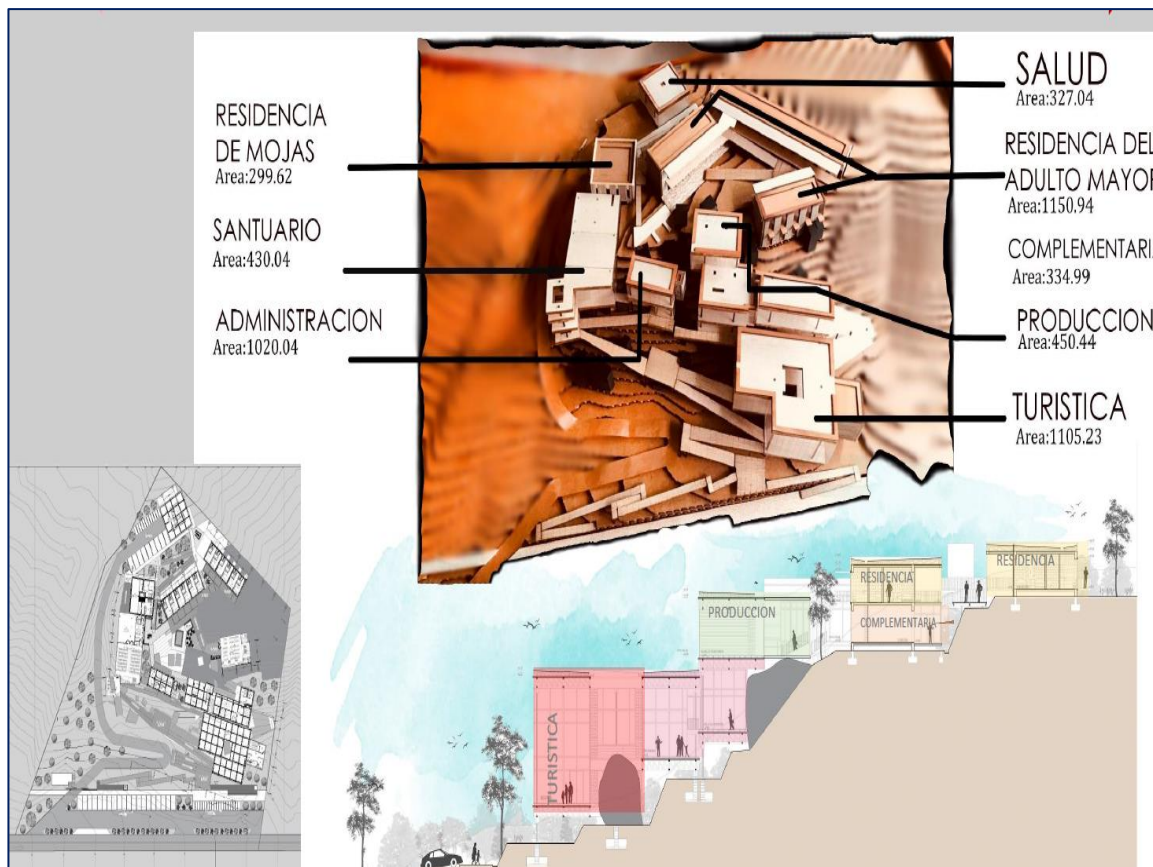 RESIDENCIA
DE MOJAS
Area:299.62
SANTUARIO
Area:430.04
ADMINISTRACION
Area:1020.04
SALUD
Area:327.04
RESIDENCIA DEL
ADULTO MAYOR
Area:1150.94
COMPLEMENTARIA
Area:334.99
PRODUCCION
Area:450.44
TURISTICA
Area:1105.23
RESIDENCIA
RESIDENCIA
PRODUCCION
COMPLEMENTARIA
TURISTICA